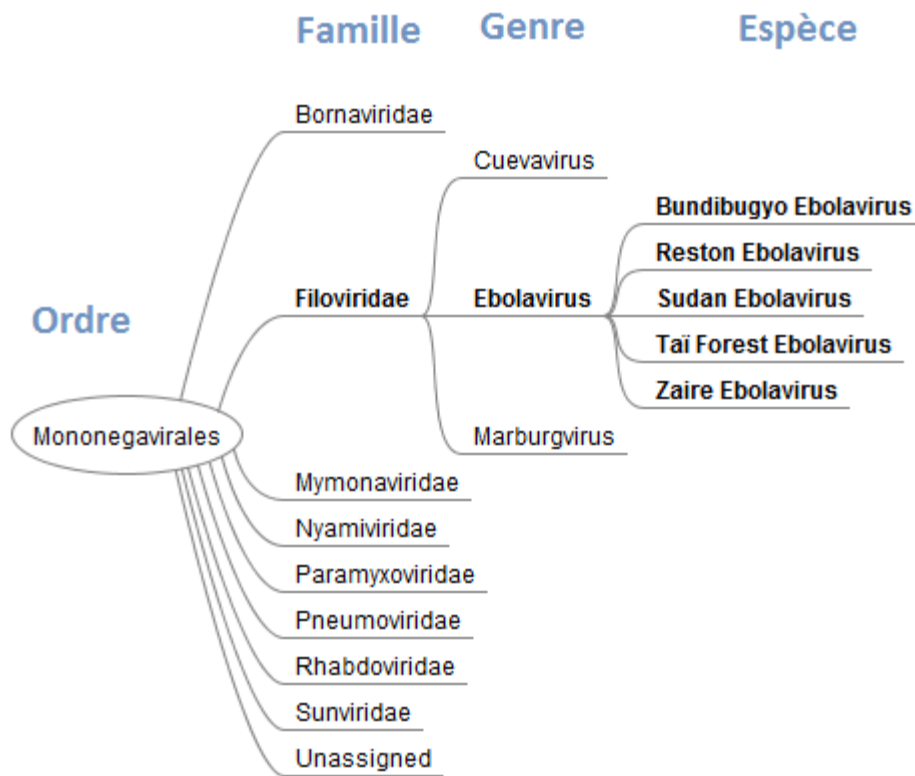 Famille
Genre
Espèce
Bornaviridae
Cuevavirus
Bundibugyo Ebolavirus
Reston Ebolavirus
Filoviridae
Ebolavirus
Sudan Ebolavirus
Ordre
Taï Forest Ebolavirus
Zaire Ebolavirus
Mononegavirales
Marburgvirus
Mymonaviridae
Nyamiviridae
Paramyxoviridae
Pneumoviridae
Rhabdoviridae
Sunviridae
Unassigned